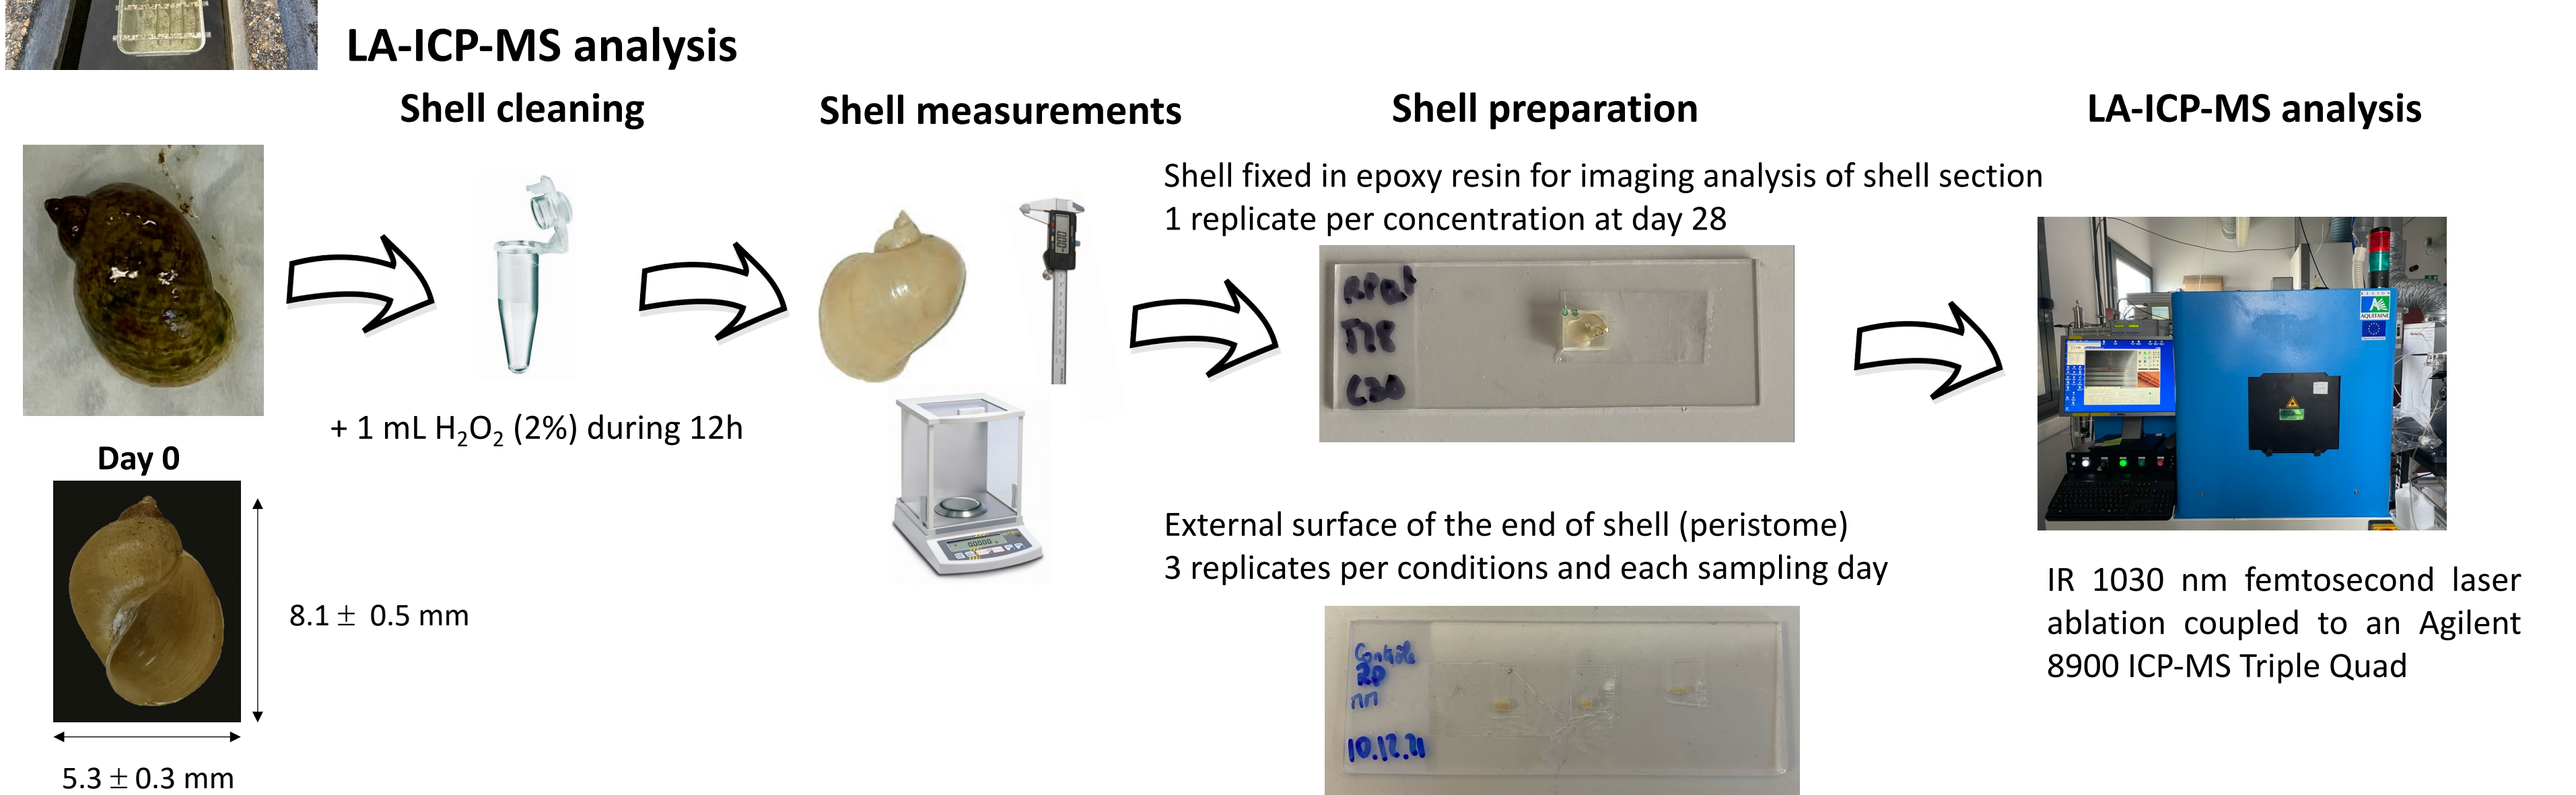 LA-ICP-MS analysis
Shell cleaning
Shell measurements
Shell preparation
LA-ICP-MS analysis
Shell fixed in epoxy resin for imaging analysis of shell section
1 replicate per concentration at day 28
+ 1 mL H₂O₂ (2%) during 12h
Day 0
8.1 ± 0.5 mm
5.3 ± 0.3 mm
External surface of the end of shell (peristome)
3 replicates per conditions and each sampling day
Contrôle
RP
10.12.21
AQUITAINE
IR 1030 nm femtosecond laser
ablation coupled to an Agilent
8900 ICP-MS Triple Quad